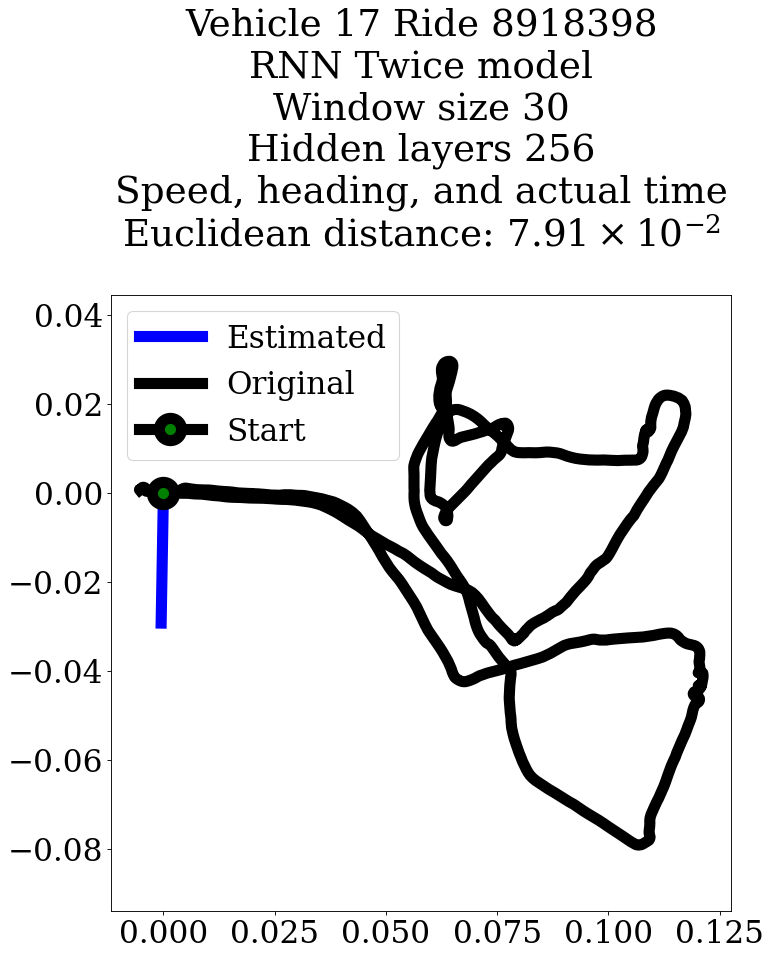 Vehicle 17 Ride 8918398
RNN Twice model
Window size 30
Hidden layers 256
Speed, heading, and actual time
Euclidean distance: 7.91 × 10⁻²
Estimated
Original
Start
0.04
0.02
0.00
−0.02
−0.04
−0.06
−0.08
0.000 0.025 0.050 0.075 0.100 0.125